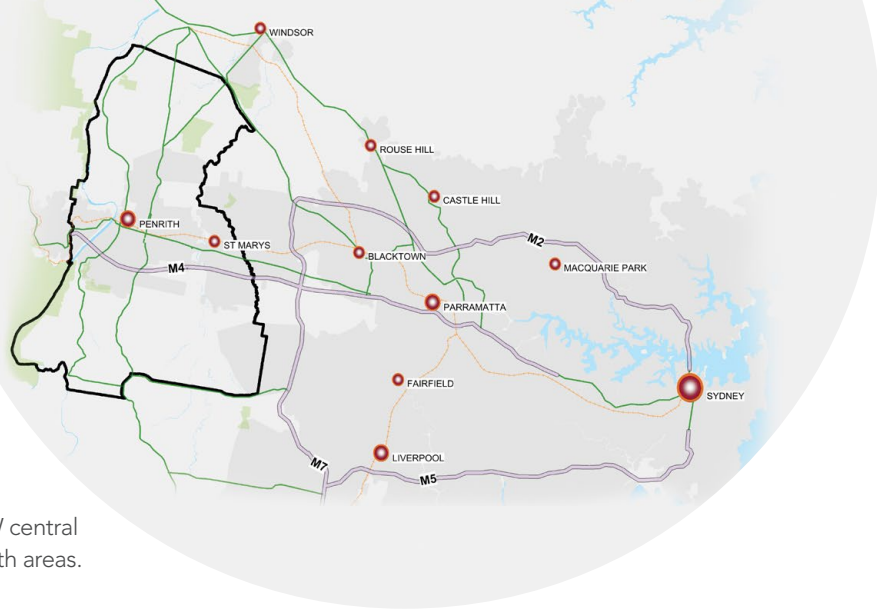 WINDSOR
ROUSE HILL
CASTLE HILL
PENRITH
ST MARYS
M2
BLACKTOWN
MACQUARIE PARK
M4
PARRAMATTA
FAIRFIELD
SYDNEY
LIVERPOOL
M7
M5
central
areas.